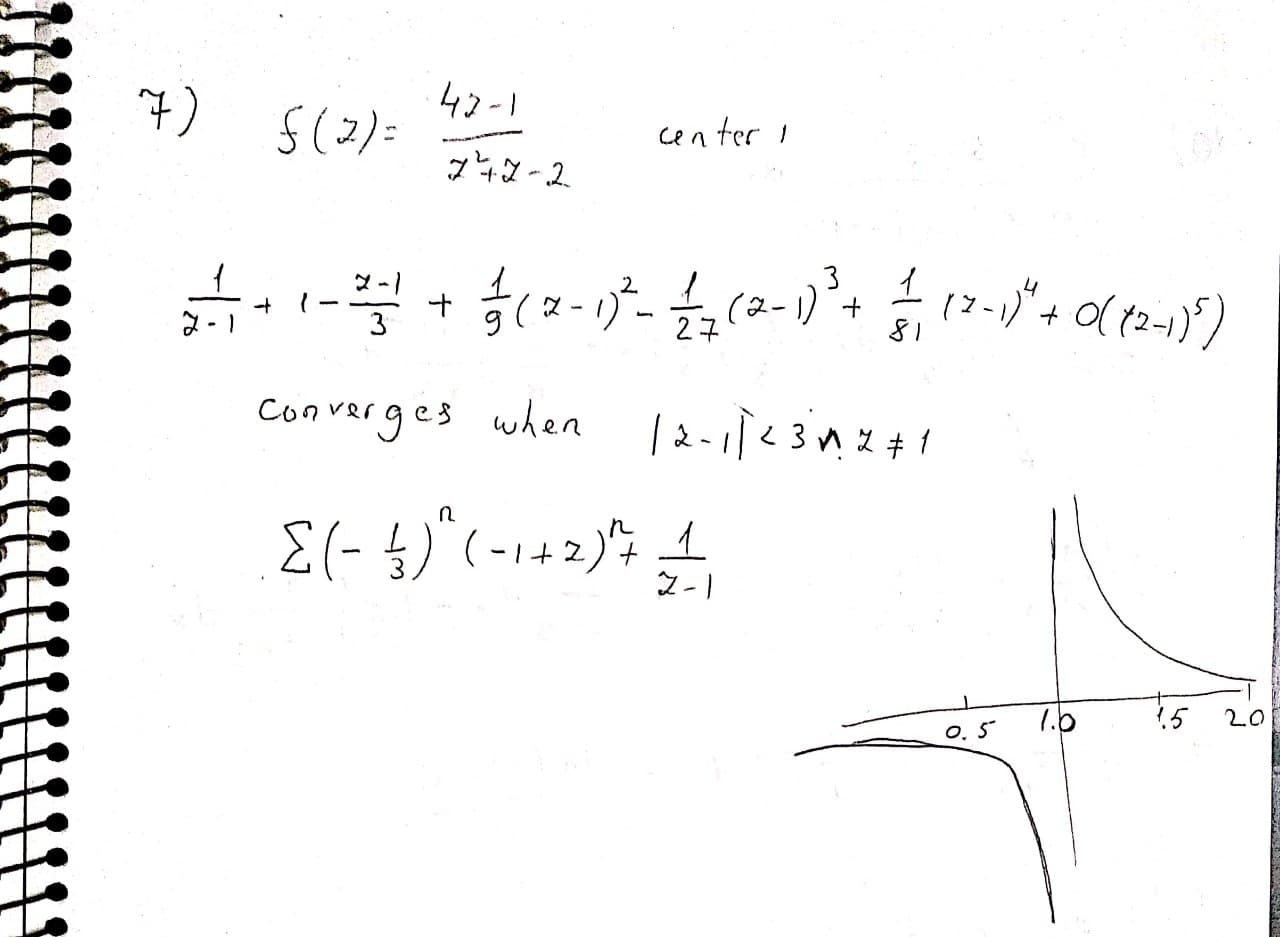 7) f(z) = (4z-1)/(z²+z-2) center 1
1/(z-1) + 1 - (z-1)/3 + 1/9 (z-1)² - 1/27 (z-1)³ + 1/81 (z-1)⁴ + O((z-1)⁵)
converges when |z-1| < 3 ∩ z ≠ 1
Σ(-1/3)ⁿ (-1+z)ⁿ + 1/(z-1)
0.5 1.0 1.5 20